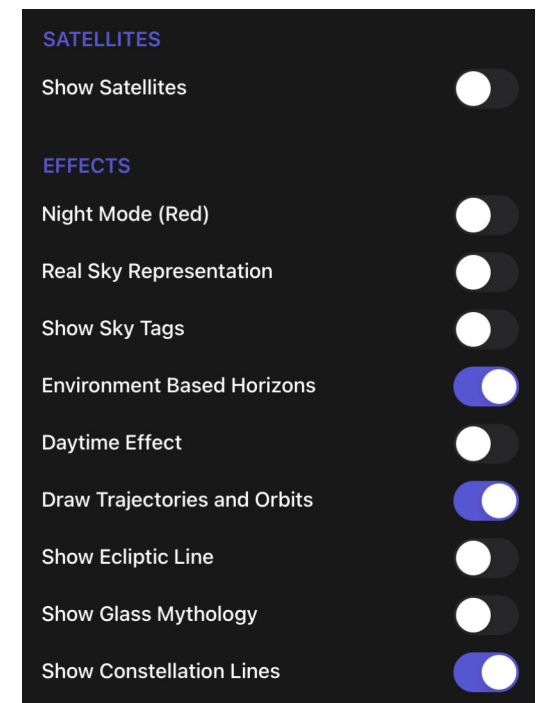 SATELLITES
Show Satellites
EFFECTS
Night Mode (Red)
Real Sky Representation
Show Sky Tags
Environment Based Horizons
Daytime Effect
Draw Trajectories and Orbits
Show Ecliptic Line
Show Glass Mythology
Show Constellation Lines